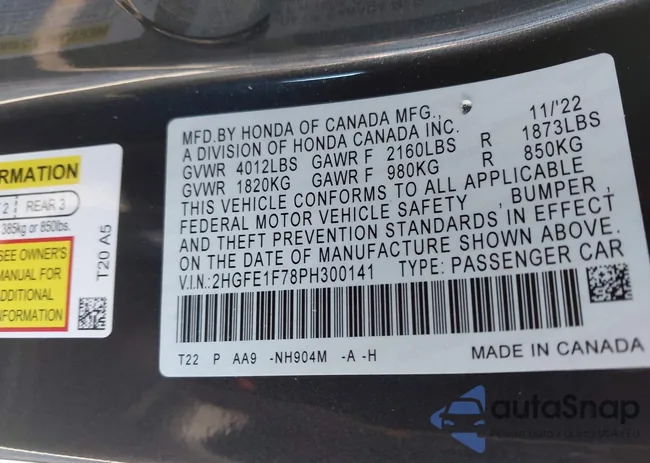 RMATION
2 REAR 3
385kg or 850lbs.
SEE OWNER'S
MANUAL FOR
ADDITIONAL
INFORMATION
T20 A5
MFD.BY HONDA OF CANADA MFG., 11/'22
A DIVISION OF HONDA CANADA INC.
GVWR 4012LBS GAWR F 2160LBS R 1873LBS
GVWR 1820KG GAWR F 980KG R 850KG
THIS VEHICLE CONFORMS TO ALL APPLICABLE
FEDERAL MOTOR VEHICLE SAFETY , BUMPER ,
AND THEFT PREVENTION STANDARDS IN EFFECT
ON THE DATE OF MANUFACTURE SHOWN ABOVE.
V.I.N.: 2HGFE1F78PH300141 TYPE: PASSENGER CAR
T22 P AA9 -NH904M -A -H
MADE IN CANADA
autoSnap